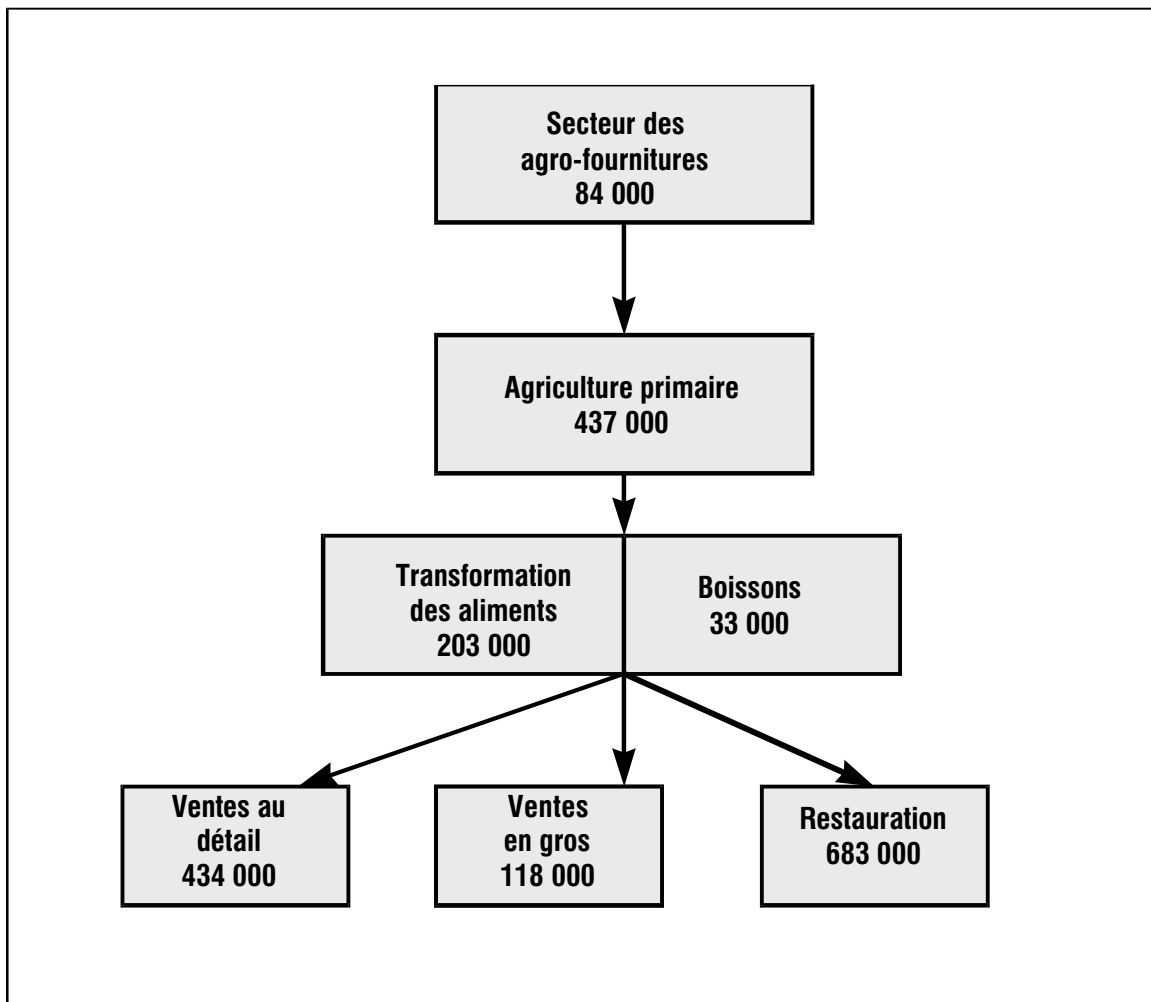 Secteur des
agro-fournitures
84 000
Agriculture primaire
437 000
Transformation
des aliments
203 000
Boissons
33 000
Ventes au
détail
434 000
Ventes
en gros
118 000
Restauration
683 000